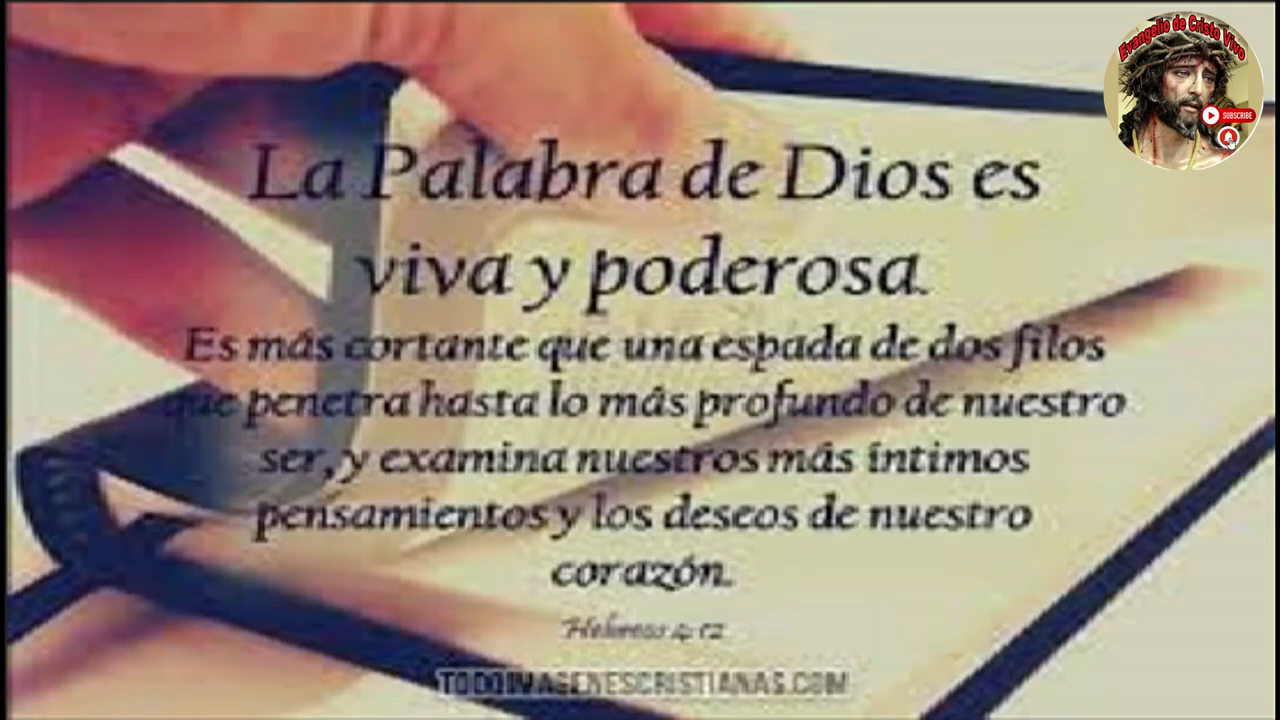 Evangelio de Cristo Vivo
SUBSCRIBE
La Palabra de Dios es
viva y poderosa.
Es más cortante que una espada de dos filos
que penetra hasta lo más profundo de nuestro
ser, y examina nuestros más íntimos
pensamientos y los deseos de nuestro
corazón.
Hebreos 4:12
TODOIMAGENESCRISTIANAS.COM